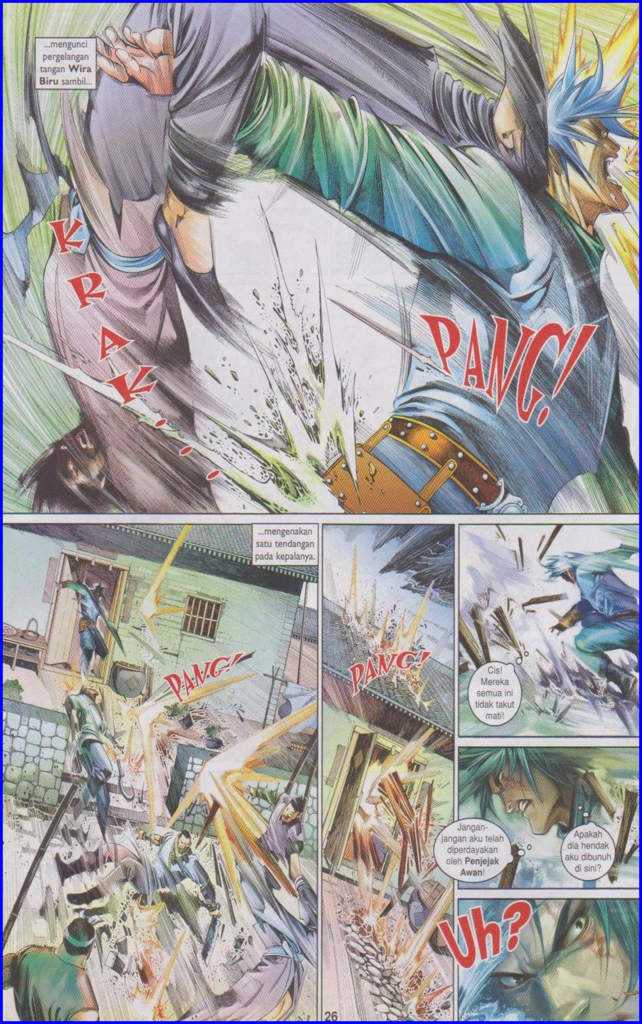 ...mengunci
pergelangan
tangan Wira
Biru sambil...
KRAK...
PANG!
...mengenakan
satu tendangan
pada kepalanya.
PANG!
PANG!
Cis!
Mereka
semua ini
tidak takut
mati!
Jangan-
jangan aku telah
diperdayakan
oleh Penjejak
Awan!
Apakah
dia hendak
aku dibunuh
di sini?
Uh?
26